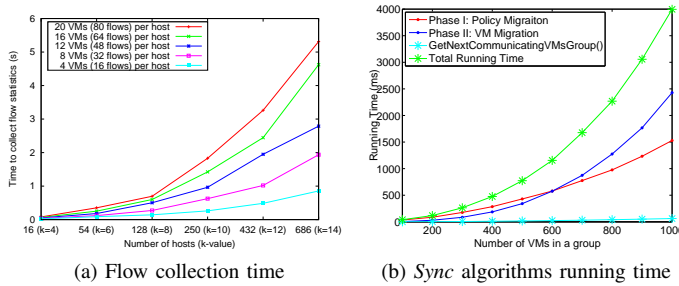 6
5
4
3
2
1
0
Time to collect flow statistics (s)
20 VMs (80 flows) per host
16 VMs (64 flows) per host
12 VMs (48 flows) per host
8 VMs (32 flows) per host
4 VMs (16 flows) per host
16 (k=4) 54 (k=6) 128 (k=8) 250 (k=10) 432 (k=12) 686 (k=14)
Number of hosts (k-value)
(a) Flow collection time
4000
3500
3000
2500
2000
1500
1000
500
0
Running Time (ms)
Phase I: Policy Migraiton
Phase II: VM Migration
GetNextCommunicatingVMsGroup()
Total Running Time
200 400 600 800 1000
Number of VMs in a group
(b) Sync algorithms running time